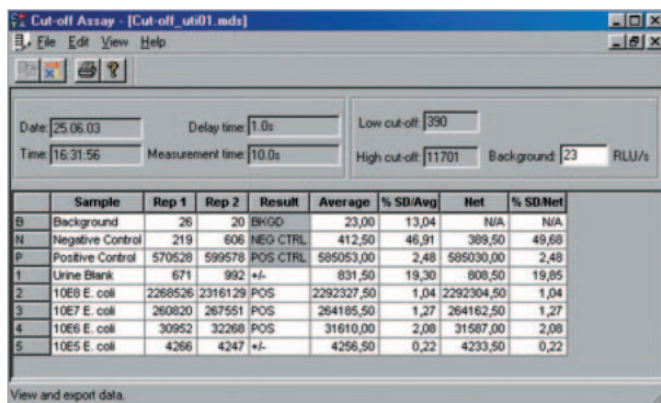 Cut-off Assay - [Cut-off_uti01.mds]
File Edit View Help
Date: 25.06.03 Delay time: 1.0s Low cut-off: 390
Time: 16:31:56 Measurement time: 10.0s High cut-off: 11701 Background: 23 RLU/s
Sample Rep 1 Rep 2 Result Average % SD/Avg Net % SD/Net
B Background 26 20 BKGD 23,00 13,04 N/A N/A
N Negative Control 219 606 NEG CTRL 412,50 46,91 389,50 49,68
P Positive Control 570528 599578 POS CTRL 585053,00 2,48 585030,00 2,48
1 Urine Blank 671 992 +/- 831,50 19,30 808,50 19,85
2 10E8 E. coli 2268526 2316129 POS 2292327,50 1,04 2292304,50 1,04
3 10E7 E. coli 260820 267551 POS 264185,50 1,27 264162,50 1,27
4 10E6 E. coli 30952 32268 POS 31610,00 2,08 31587,00 2,08
5 10E5 E. coli 4266 4247 +/- 4256,50 0,22 4233,50 0,22
View and export data.